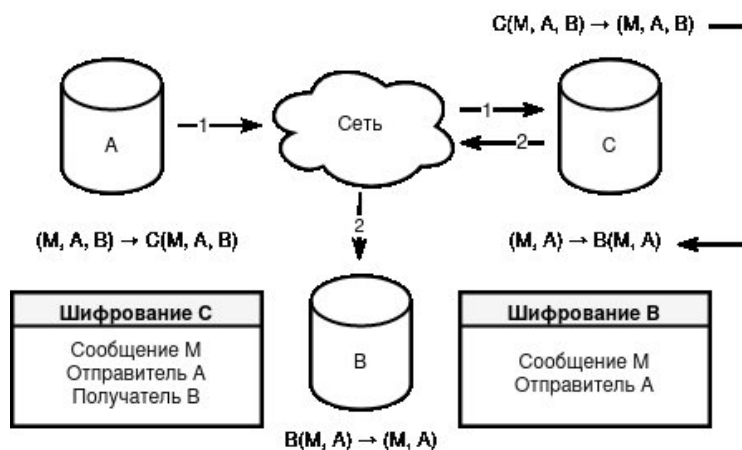 C(M, A, B) → (M, A, B)
A
1
Сеть
1
2
C
(M, A, B) → C(M, A, B)
2
(M, A) → B(M, A)
Шифрование C
Сообщение M
Отправитель A
Получатель B
B
Шифрование B
Сообщение M
Отправитель A
B(M, A) → (M, A)